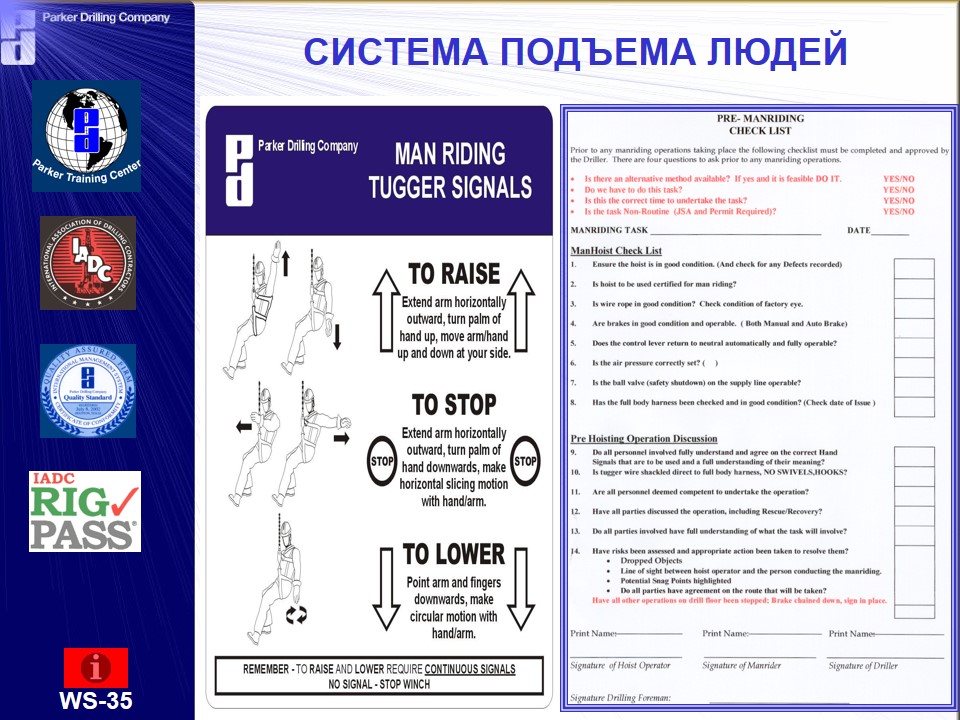 Parker Drilling Company
СИСТЕМА ПОДЪЕМА ЛЮДЕЙ
Parker Training Center
INTERNATIONAL ASSOCIATION OF DRILLING CONTRACTORS
IADC
QUALITY ASSURED FIRM
INTERNATIONAL MANAGEMENT SYSTEM
Parker Drilling Company
Quality Standard
CERTIFICATE OF CONFORMITY
IADC
RIG
PASS®
i
WS-35
Parker Drilling Company
MAN RIDING
TUGGER SIGNALS
TO RAISE
Extend arm horizontally
outward, turn palm of
hand up, move arm/hand
up and down at your side.
TO STOP
STOP
STOP
Extend arm horizontally
outward, turn palm of
hand downwards, make
horizontal slicing motion
with hand/arm.
TO LOWER
Point arm and fingers
downwards, make
circular motion with
hand/arm.
REMEMBER - TO RAISE AND LOWER REQUIRE CONTINUOUS SIGNALS
NO SIGNAL - STOP WINCH
PRE- MANRIDING
CHECK LIST
Prior to any manriding operations taking place the following checklist must be completed and approved by
the Driller. There are four questions to ask prior to any manriding operations.
• Is there an alternative method available? If yes and it is feasible DO IT. YES/NO
• Do we have to do this task? YES/NO
• Is this the correct time to undertake the task? YES/NO
• Is the task Non-Routine (JSA and Permit Required)? YES/NO
MANRIDING TASK DATE
ManHoist Check List
1. Ensure the hoist is in good condition. (And check for any Defects recorded)
2. Is hoist to be used certified for man riding?
3. Is wire rope in good condition? Check condition of factory eye.
4. Are brakes in good condition and operable. ( Both Manual and Auto Brake)
5. Does the control lever return to neutral automatically and fully operable?
6. Is the air pressure correctly set? ( )
7. Is the ball valve (safety shutdown) on the supply line operable?
8. Has the full body harness been checked and in good condition? (Check date of Issue )
Pre Hoisting Operation Discussion
9. Do all personnel involved fully understand and agree on the correct Hand
Signals that are to be used and a full understanding of their meaning?
10. Is tugger wire shackled direct to full body harness, NO SWIVELS,HOOKS?
11. Are all personnel deemed competent to undertake the operation?
12. Have all parties discussed the operation, including Rescue/Recovery?
13. Do all parties involved have full understanding of what the task will involve?
14. Have risks been assessed and appropriate action been taken to resolve them?
• Dropped Objects
• Line of sight between hoist operator and the person conducting the manriding.
• Potential Snag Points highlighted
• Do all parties have agreement on the route that will be taken?
Have all other operations on drill floor been stopped; Brake chained down, sign in place.
Print Name: Print Name: Print Name:
Signature of Hoist Operator Signature of Manrider Signature of Driller
Signature Drilling Foreman: